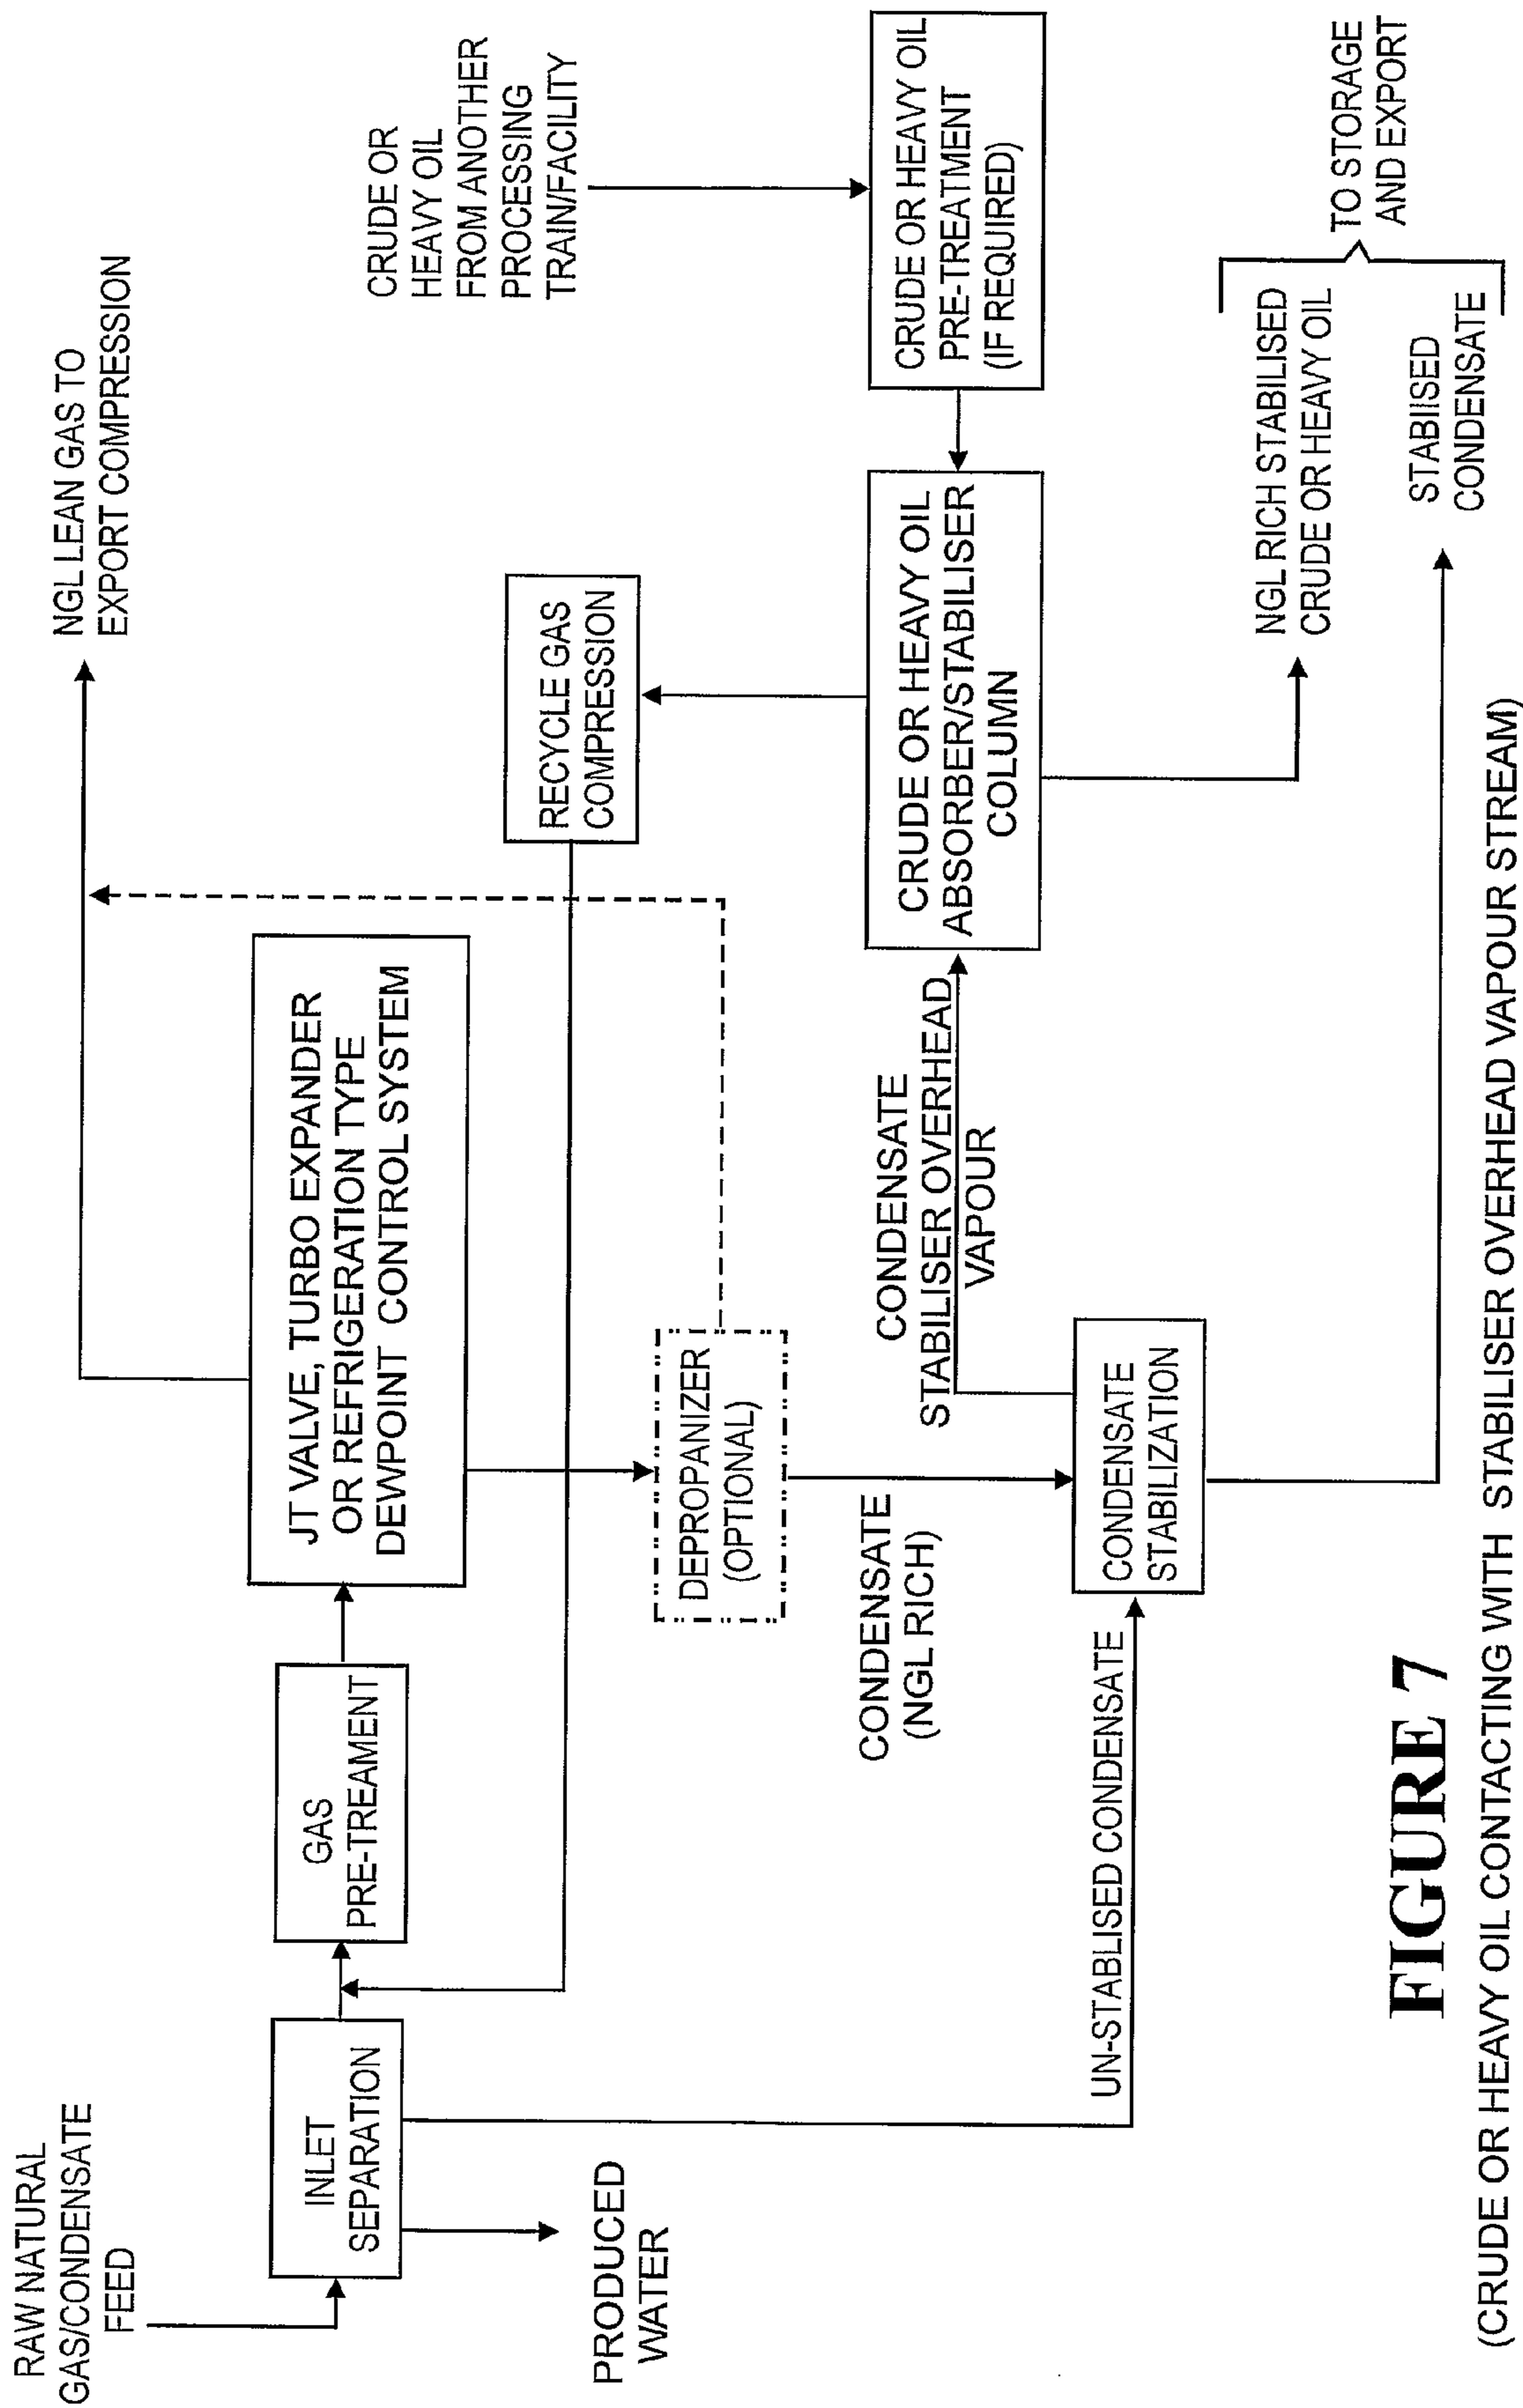 RAW NATURAL
GAS/CONDENSATE
FEED
INLET
SEPARATION
PRODUCED
WATER
GAS
PRE-TREAMENT
JT VALVE, TURBO EXPANDER
OR REFRIGERATION TYPE
DEWPOINT CONTROL SYSTEM
NGL LEAN GAS TO
EXPORT COMPRESSION
DEPROPANIZER
(OPTIONAL)
RECYCLE GAS
COMPRESSION
CRUDE OR
HEAVY OIL
FROM ANOTHER
PROCESSING
TRAIN/FACILITY
CONDENSATE
(NGL RICH)
CONDENSATE
STABILISER OVERHEAD
VAPOUR
CRUDE OR HEAVY OIL
ABSORBER/STABILISER
COLUMN
CRUDE OR HEAVY OIL
PRE-TREATMENT
(IF REQUIRED)
UN-STABLISED CONDENSATE
CONDENSATE
STABILIZATION
NGL RICH STABILISED
CRUDE OR HEAVY OIL
STABIISED
CONDENSATE
TO STORAGE
AND EXPORT
FIGURE 7
(CRUDE OR HEAVY OIL CONTACTING WITH STABILISER OVERHEAD VAPOUR STREAM)